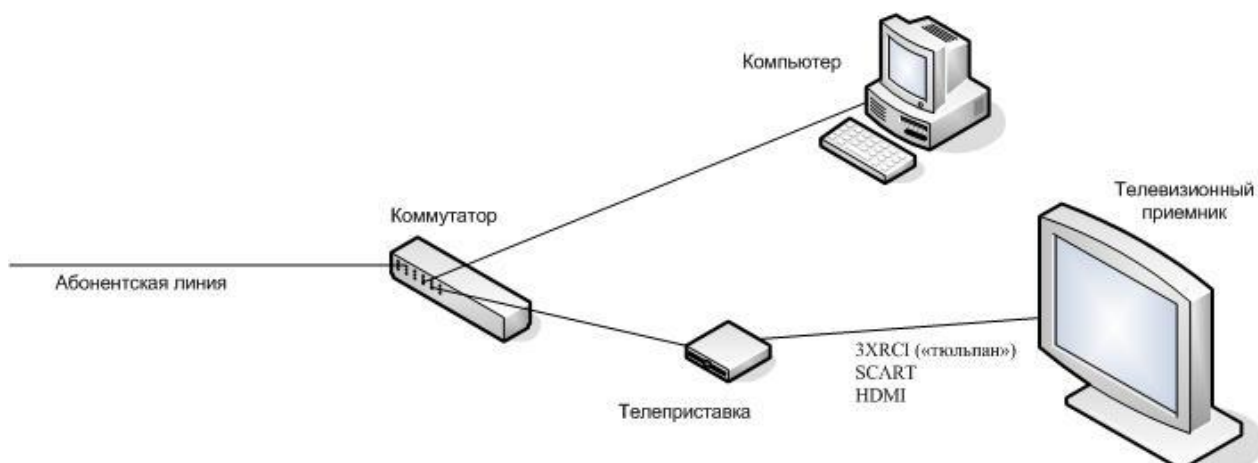 Компьютер
Телевизионный
приемник
Коммутатор
Абонентская линия
3XRCI («тюльпан»)
SCART
HDMI
Телеприставка